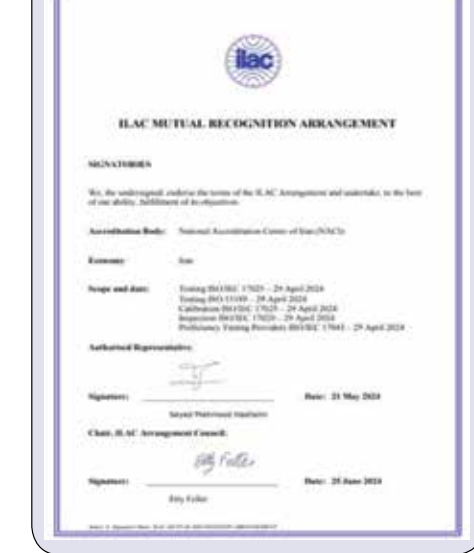 ilac
ILAC MUTUAL RECOGNITION ARRANGEMENT
SIGNATORIES
We, the undersigned, endorse the terms of the ILAC Arrangement and undertake, to the best
of our ability, fulfillment of its objectives.
Accreditation Body: National Accreditation Center of Iran (NACI)
Economy: Iran
Scope and date: Testing ISO/IEC 17025 – 29 April 2024
Testing ISO 15189 – 29 April 2024
Calibration ISO/IEC 17025 – 29 April 2024
Inspection ISO/IEC 17020 – 29 April 2024
Proficiency Testing Providers ISO/IEC 17043 – 29 April 2024
Authorised Representative:
Signature: Date: 21 May 2024
Seyed Mahmood Hashemi
Chair, ILAC Arrangement Council:
Etty Feller
Signature: Date: 25 June 2024
Etty Feller